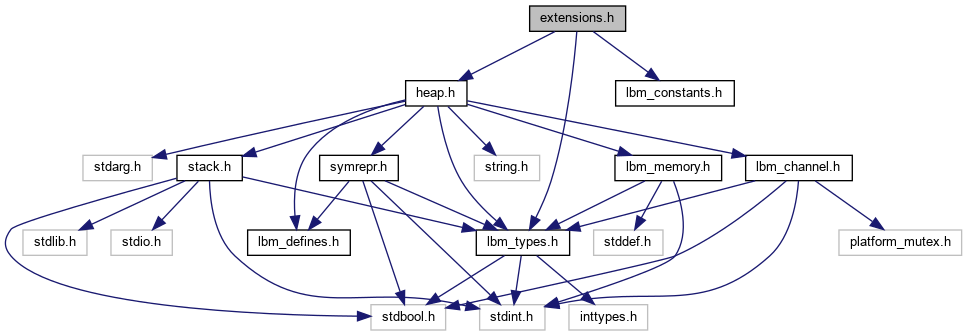 extensions.h
heap.h
lbm_constants.h
stdarg.h
stack.h
symrepr.h
string.h
lbm_memory.h
lbm_channel.h
stdlib.h
stdio.h
lbm_defines.h
lbm_types.h
stddef.h
platform_mutex.h
stdbool.h
stdint.h
inttypes.h